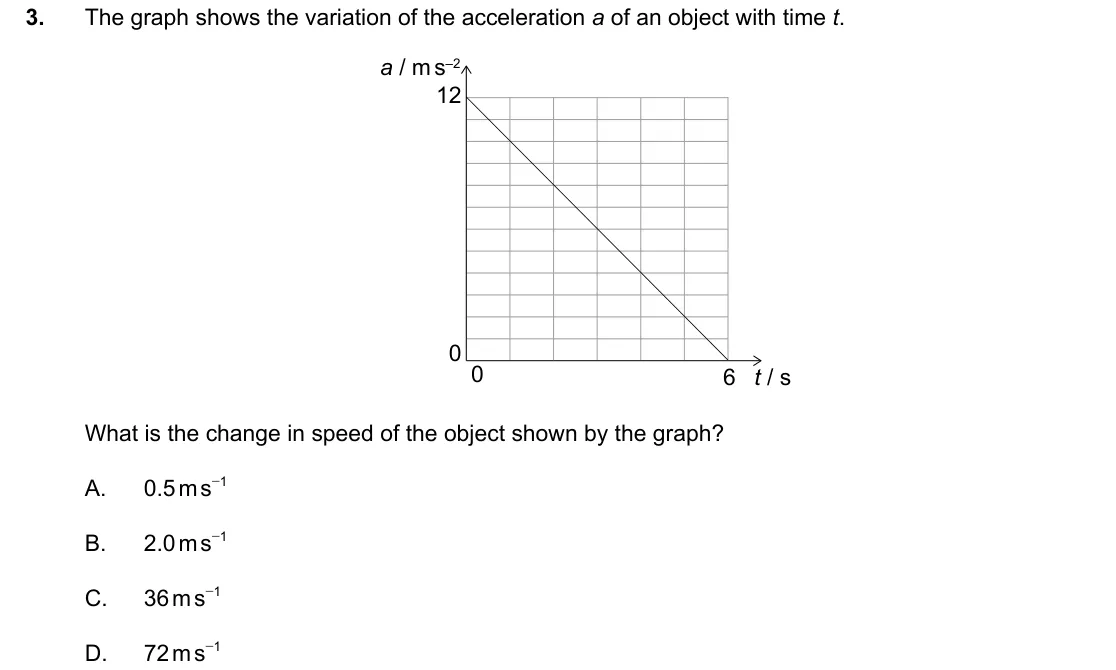 3. The graph shows the variation of the acceleration a of an object with time t.
a / m s⁻²
12
0
0
6 t / s
What is the change in speed of the object shown by the graph?
A. 0.5 m s⁻¹
B. 2.0 m s⁻¹
C. 36 m s⁻¹
D. 72 m s⁻¹